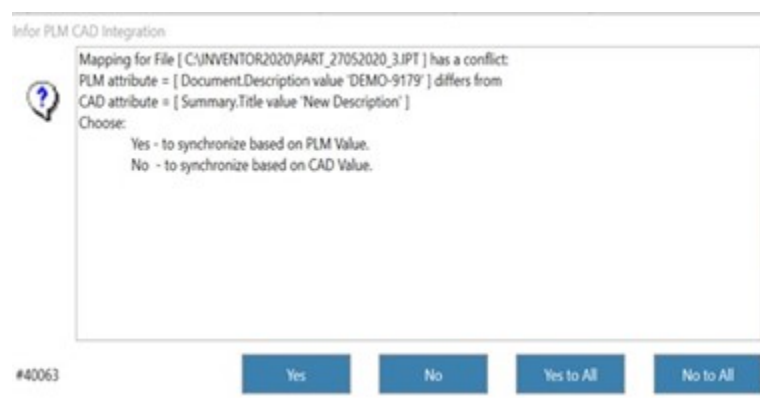 Infor PLM CAD Integration
Mapping for File [ C:\INVENTOR2020\PART_27052020_3.IPT ] has a conflict:
PLM attribute = [ Document.Description value 'DEMO-9179' ] differs from
CAD attribute = [ Summary.Title value 'New Description' ]
Choose:
Yes - to synchronize based on PLM Value.
No - to synchronize based on CAD Value.
#40063
Yes
No
Yes to All
No to All